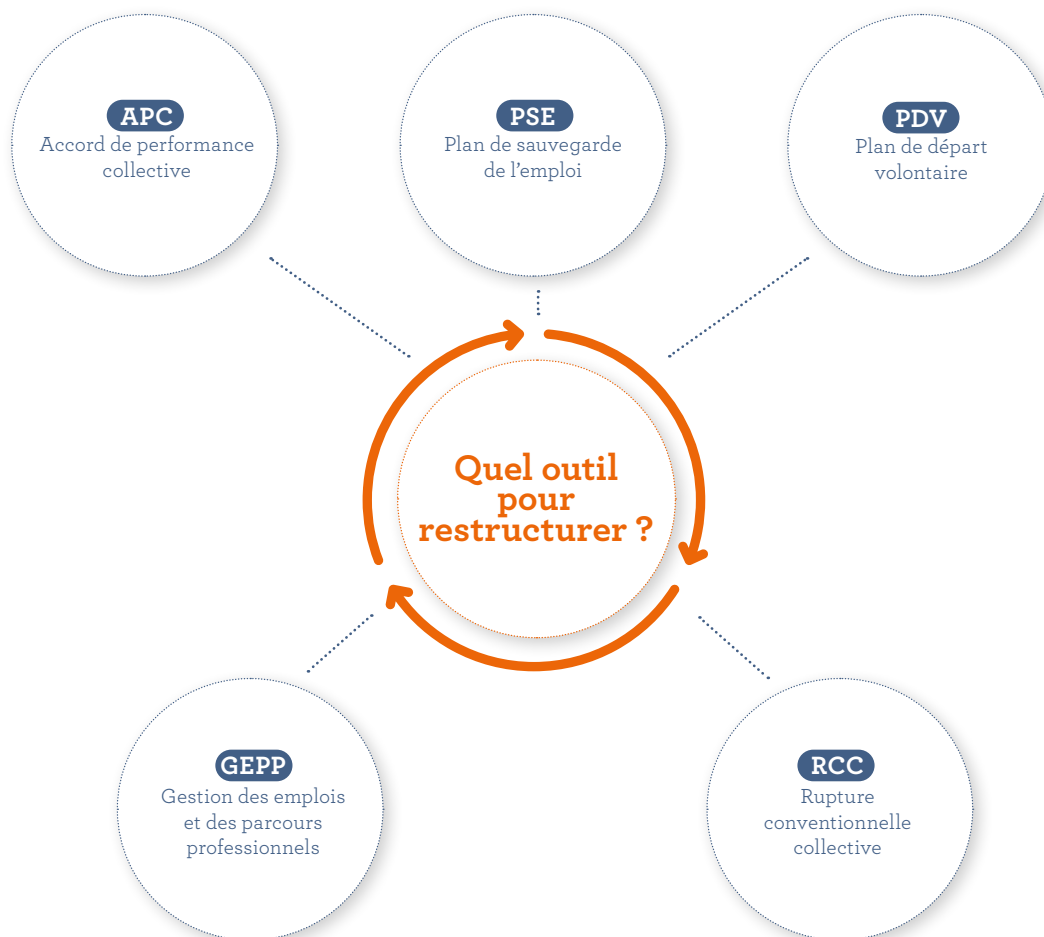 APC
Accord de performance
collective
PSE
Plan de sauvegarde
de l'emploi
PDV
Plan de départ
volontaire
Quel outil
pour
restructurer ?
GEPP
Gestion des emplois
et des parcours
professionnels
RCC
Rupture
conventionnelle
collective